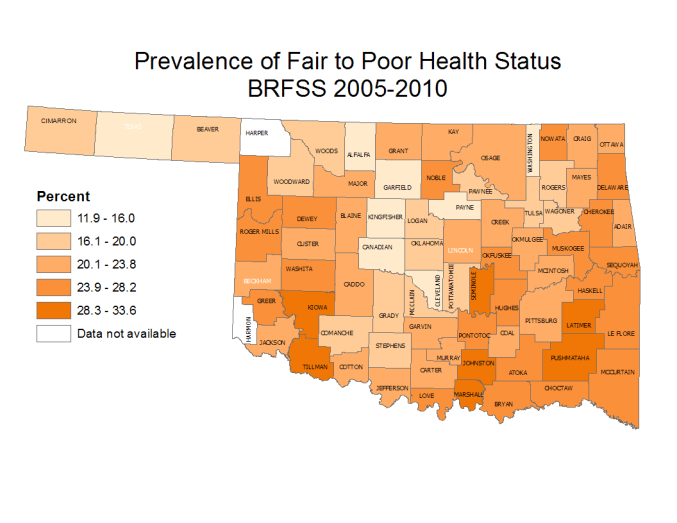 Prevalence of Fair to Poor Health Status
BRFSS 2005-2010
CIMARRON
TEXAS
BEAVER
HARPER
WOODS
ALFALFA
GRANT
KAY
OSAGE
WASHINGTON
NOWATA
CRAIG
OTTAWA
WOODWARD
MAJOR
GARFIELD
NOBLE
PAWNEE
ROGERS
MAYES
DELAWARE
ELLIS
DEWEY
BLAINE
KINGFISHER
LOGAN
PAYNE
CREEK
TULSA
WAGONER
CHEROKEE
ADAIR
ROGER MILLS
CUSTER
CANADIAN
OKLAHOMA
LINCOLN
OKFUSKEE
OKMULGEE
MUSKOGEE
SEQUOYAH
BECKHAM
WASHITA
CADDO
MCCLAIN
CLEVELAND
POTTAWATOMIE
SEMINOLE
MCINTOSH
HASKELL
HARMON
GREER
KIOWA
GRADY
HUGHES
PITTSBURG
LATIMER
LE FLORE
JACKSON
COMANCHE
GARVIN
PONTOTOC
COAL
TILLMAN
COTTON
STEPHENS
MURRAY
JOHNSTON
ATOKA
PUSHMATAHA
MCCURTAIN
JEFFERSON
CARTER
LOVE
MARSHALL
BRYAN
CHOCTAW
Percent
11.9 - 16.0
16.1 - 20.0
20.1 - 23.8
23.9 - 28.2
28.3 - 33.6
Data not available